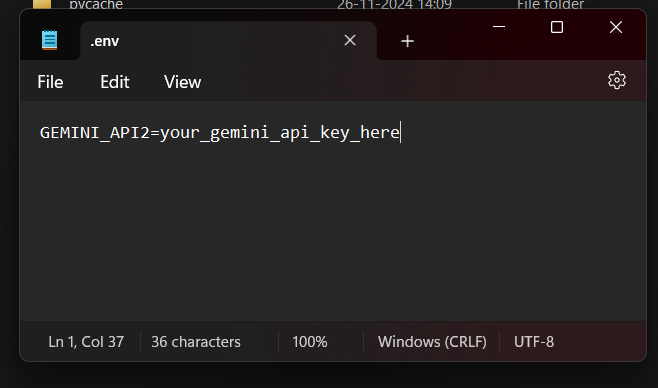 pycache 26-11-2024 14:09 File folder
.env
File Edit View
GEMINI_API2=your_gemini_api_key_here
Ln 1, Col 37 36 characters 100% Windows (CRLF) UTF-8